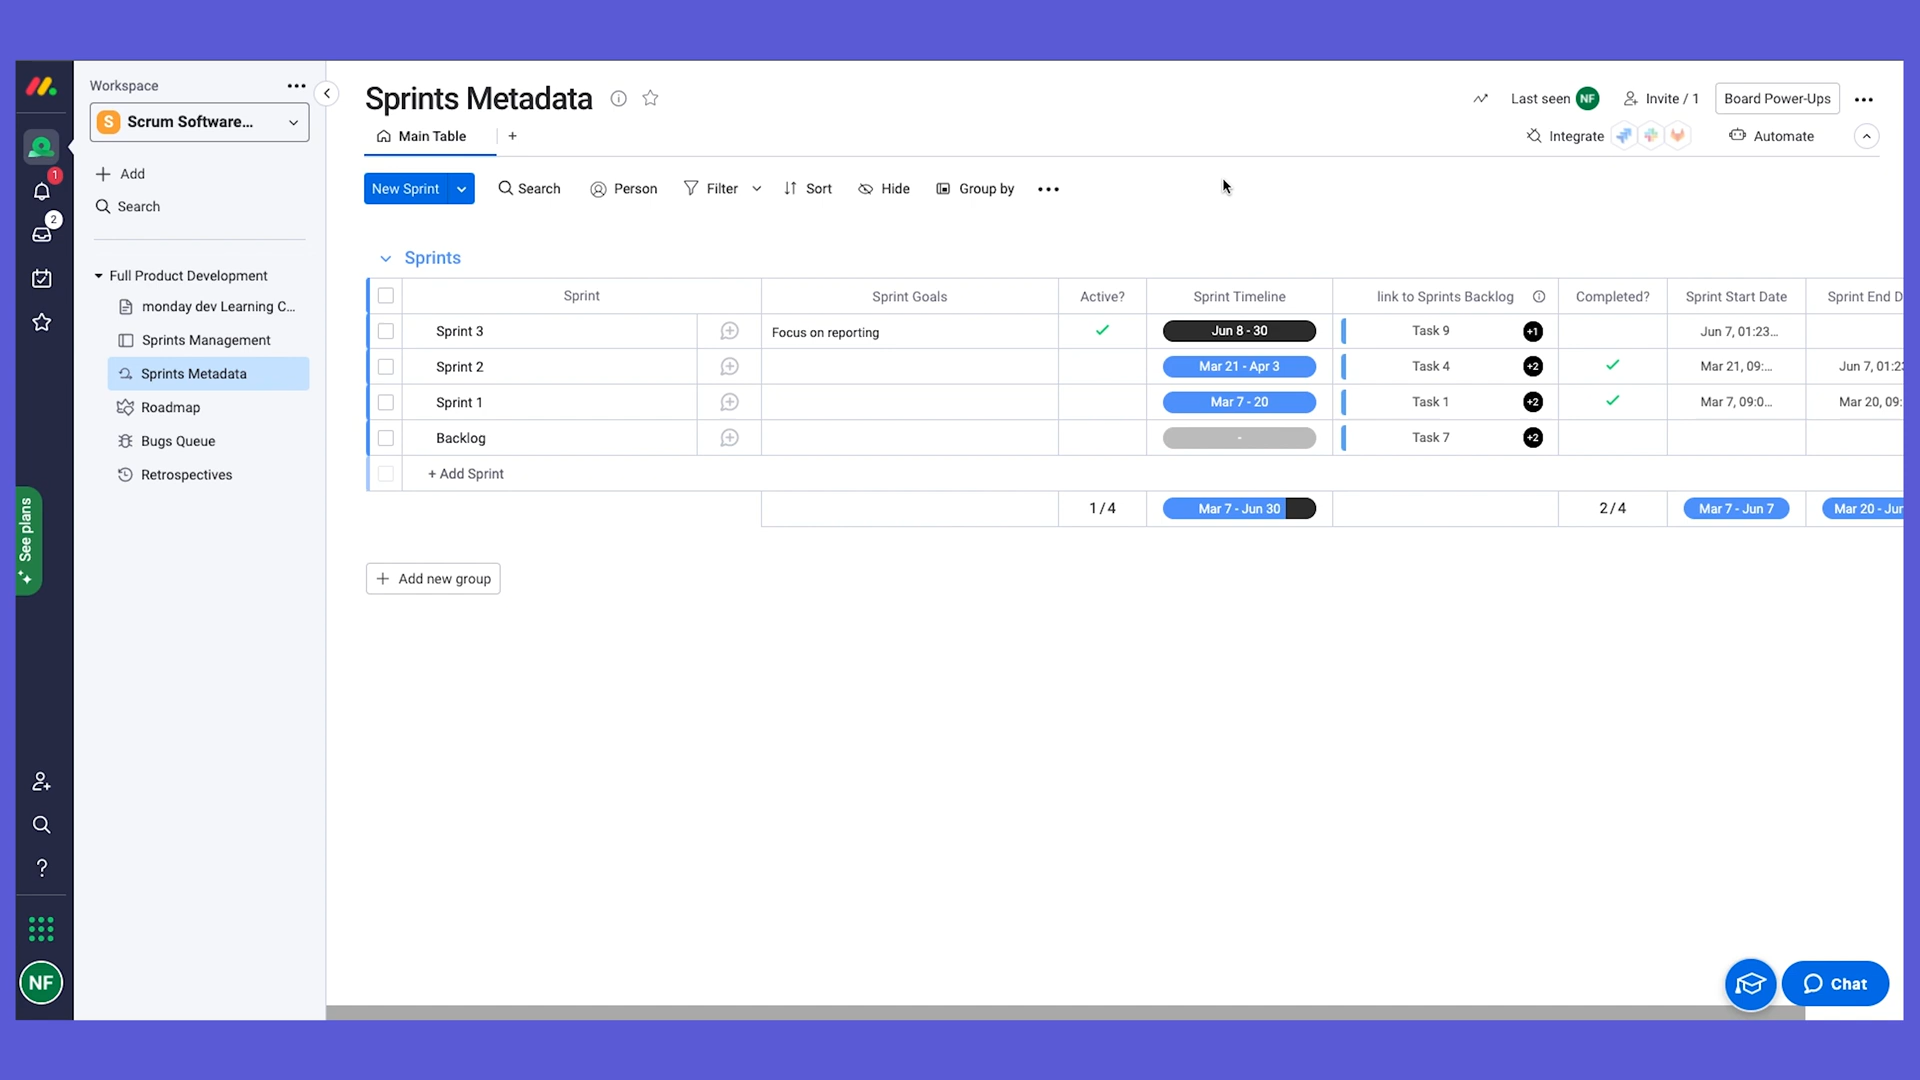 Workspace
S Scrum Software...
Add
Search
Full Product Development
monday dev Learning C...
Sprints Management
Sprints Metadata
Roadmap
Bugs Queue
Retrospectives
1
2
See plans
NF
Sprints Metadata
Last seen NF
Invite / 1
Board Power-Ups
Main Table
Integrate
Automate
New Sprint
Search
Person
Filter
Sort
Hide
Group by
Sprints
Sprint Sprint Goals Active? Sprint Timeline link to Sprints Backlog Completed? Sprint Start Date Sprint End D
Sprint 3 Focus on reporting Jun 8 - 30 Task 9 +1 Jun 7, 01:23...
Sprint 2 Mar 21 - Apr 3 Task 4 +2 Mar 21, 09:... Jun 7, 01:23
Sprint 1 Mar 7 - 20 Task 1 +2 Mar 7, 09:0... Mar 20, 09:
Backlog - Task 7 +2
+ Add Sprint
1 / 4 Mar 7 - Jun 30 2 / 4 Mar 7 - Jun 7 Mar 20 - Jun
+ Add new group
Chat